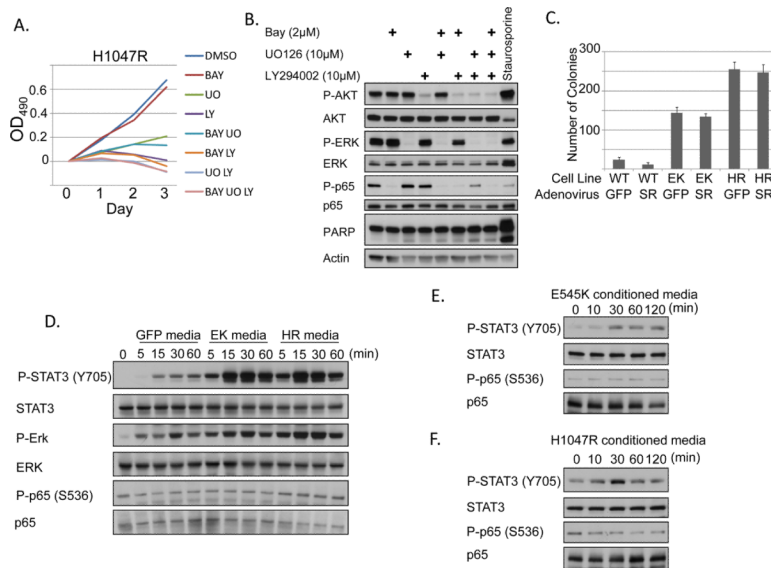 A.
H1047R
OD490
0.6
0.4
0.2
0
0 1 2 3
Day
DMSO
BAY
UO
LY
BAY UO
BAY LY
UO LY
BAY UO LY
B.
Bay (2µM) + + + +
UO126 (10µM) + + + +
LY294002 (10µM) + + + +
Staurosporine
P-AKT
AKT
P-ERK
ERK
P-p65
p65
PARP
Actin
C.
Number of Colonies
250
150
50
Cell Line WT WT EK EK HR HR
Adenovirus GFP SR GFP SR GFP SR
D.
GFP media EK media HR media
0 5 15 30 60 5 15 30 60 5 15 30 60 (min)
P-STAT3 (Y705)
STAT3
P-Erk
ERK
P-p65 (S536)
p65
E.
E545K conditioned media
0 10 30 60 120 (min)
P-STAT3 (Y705)
STAT3
P-p65 (S536)
p65
F.
H1047R conditioned media
0 10 30 60 120 (min)
P-STAT3 (Y705)
STAT3
P-p65 (S536)
p65